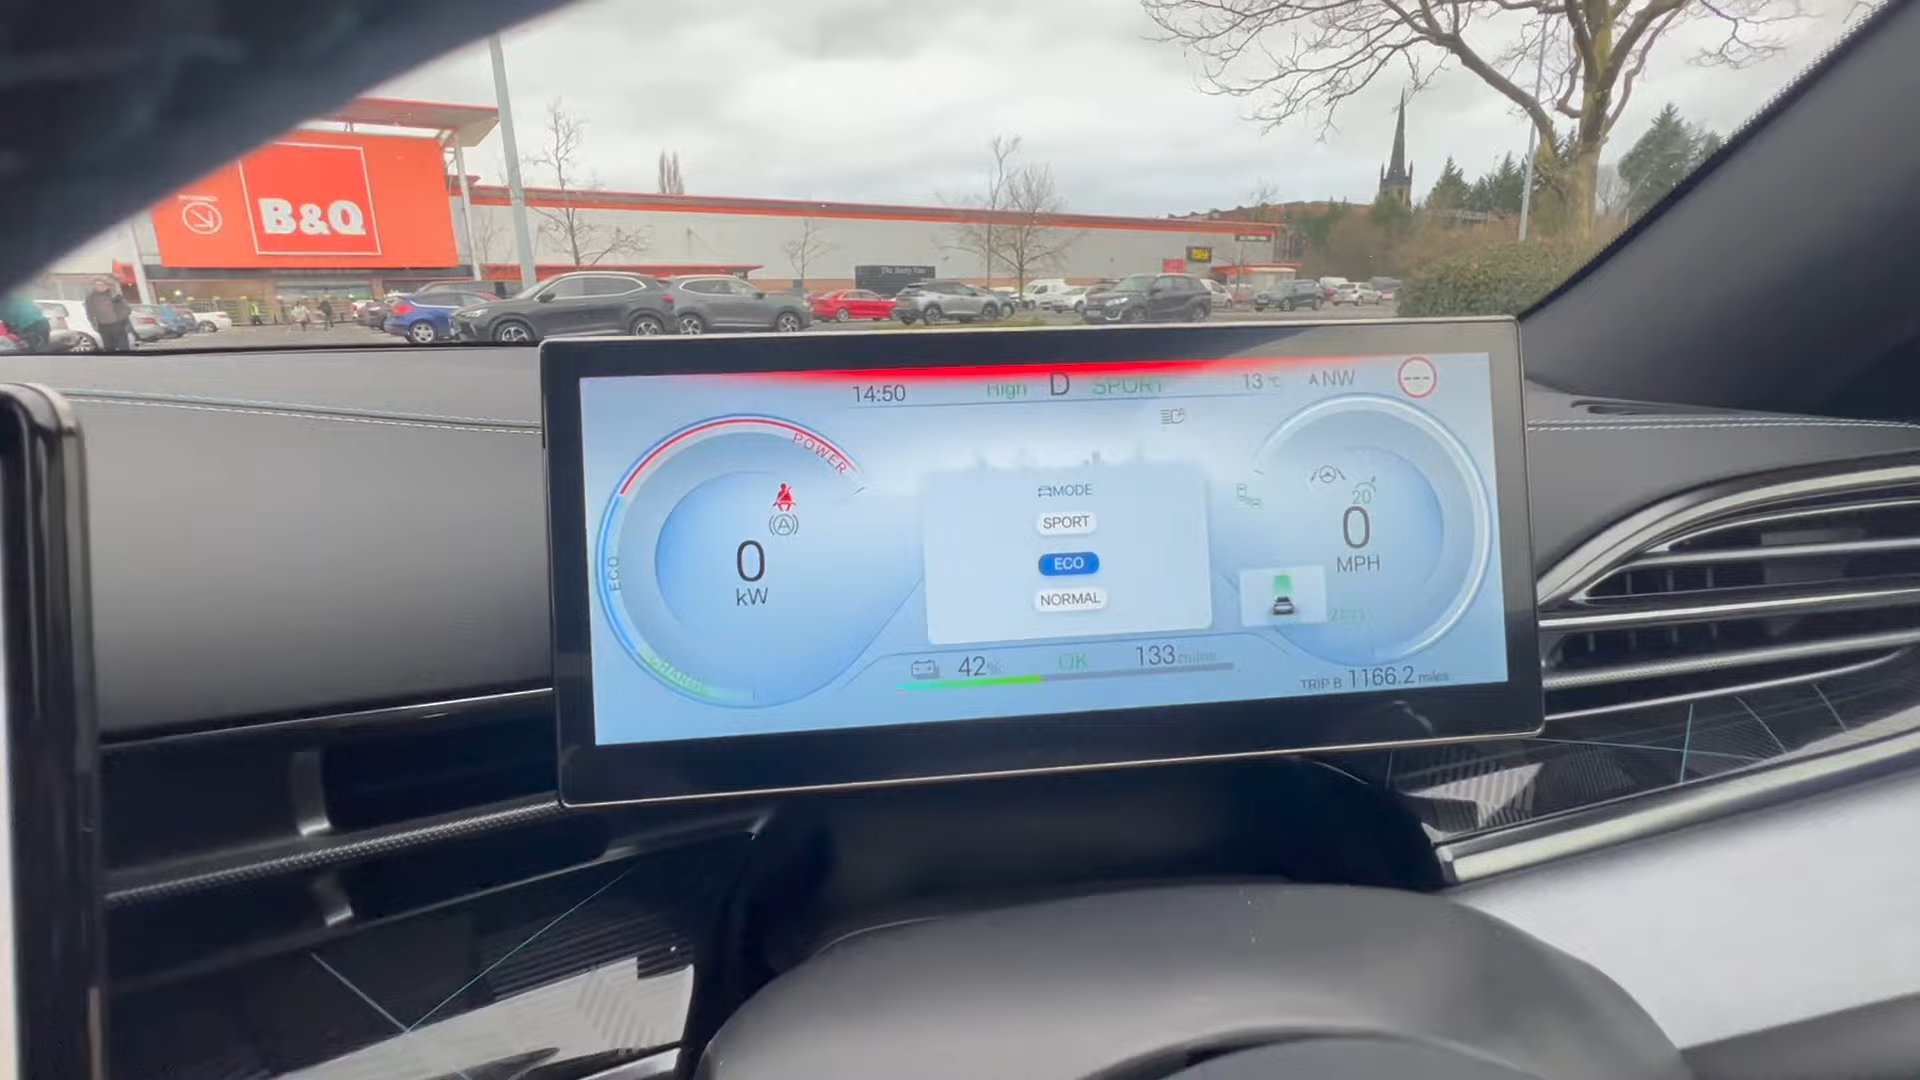 B&Q
14:50
High
D
SPORT
13 °C
NW
POWER
ECO
0
kW
MODE
SPORT
ECO
NORMAL
20
0
MPH
42%
OK
133 miles
TRIP B 1166.2 miles